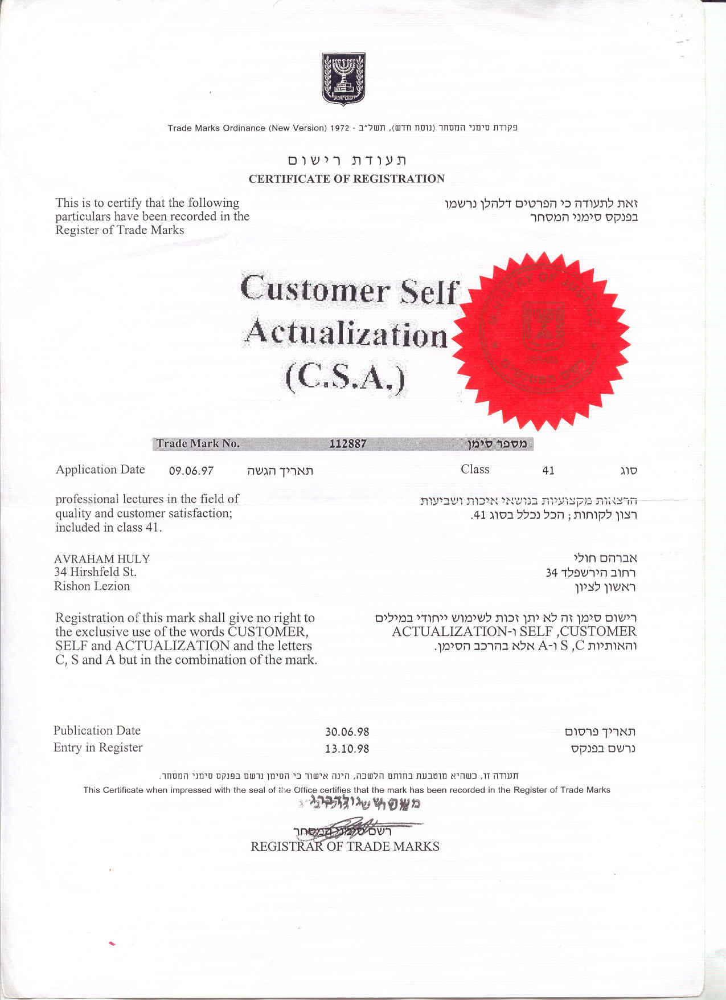 ישראל
Trade Marks Ordinance (New Version) 1972 - פקודת סימני המסחר (נוסח חדש), תשל"ב
תעודת רישום
CERTIFICATE OF REGISTRATION
This is to certify that the following
particulars have been recorded in the
Register of Trade Marks
זאת לתעודה כי הפרטים דלהלן נרשמו
בפנקס סימני המסחר
Customer Self
Actualization
(C.S.A.)
MINISTRY OF JUSTICE
ISRAEL
רשם הפטנטים
Trade Mark No. 112887 מספר סימן
Application Date 09.06.97 תאריך הגשה Class 41 סוג
professional lectures in the field of
quality and customer satisfaction;
included in class 41.
הרצאות מקצועיות בנושאי איכות ושביעות
רצון לקוחות; הכל נכלל בסוג 41.
AVRAHAM HULY
34 Hirshfeld St.
Rishon Lezion
אברהם חולי
רחוב הירשפלד 34
ראשון לציון
Registration of this mark shall give no right to
the exclusive use of the words CUSTOMER,
SELF and ACTUALIZATION and the letters
C, S and A but in the combination of the mark.
רישום סימן זה לא יתן זכות לשימוש ייחודי במילים
CUSTOMER, SELF ו-ACTUALIZATION
והאותיות C, S ו-A אלא בהרכב הסימן.
Publication Date 30.06.98 תאריך פרסום
Entry in Register 13.10.98 נרשם בפנקס
תעודה זו, כשהיא מוטבעת בחותם הלשכה, הינה אישור כי הסימן נרשם בפנקס סימני המסחר.
This Certificate when impressed with the seal of the Office certifies that the mark has been recorded in the Register of Trade Marks
רשם סימני המסחר
REGISTRAR OF TRADE MARKS